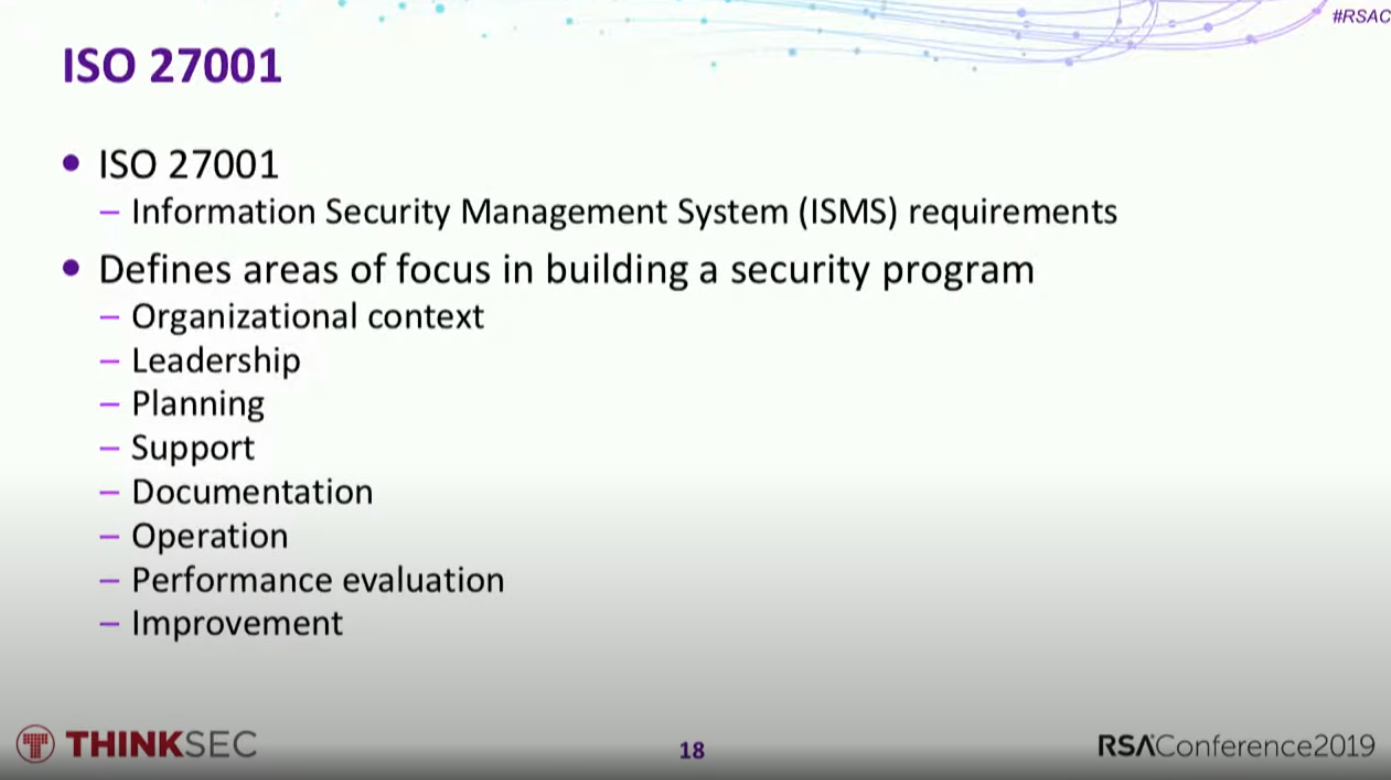 #RSAC
ISO 27001
• ISO 27001
– Information Security Management System (ISMS) requirements
• Defines areas of focus in building a security program
– Organizational context
– Leadership
– Planning
– Support
– Documentation
– Operation
– Performance evaluation
– Improvement
THINKSEC
18
RSAConference2019